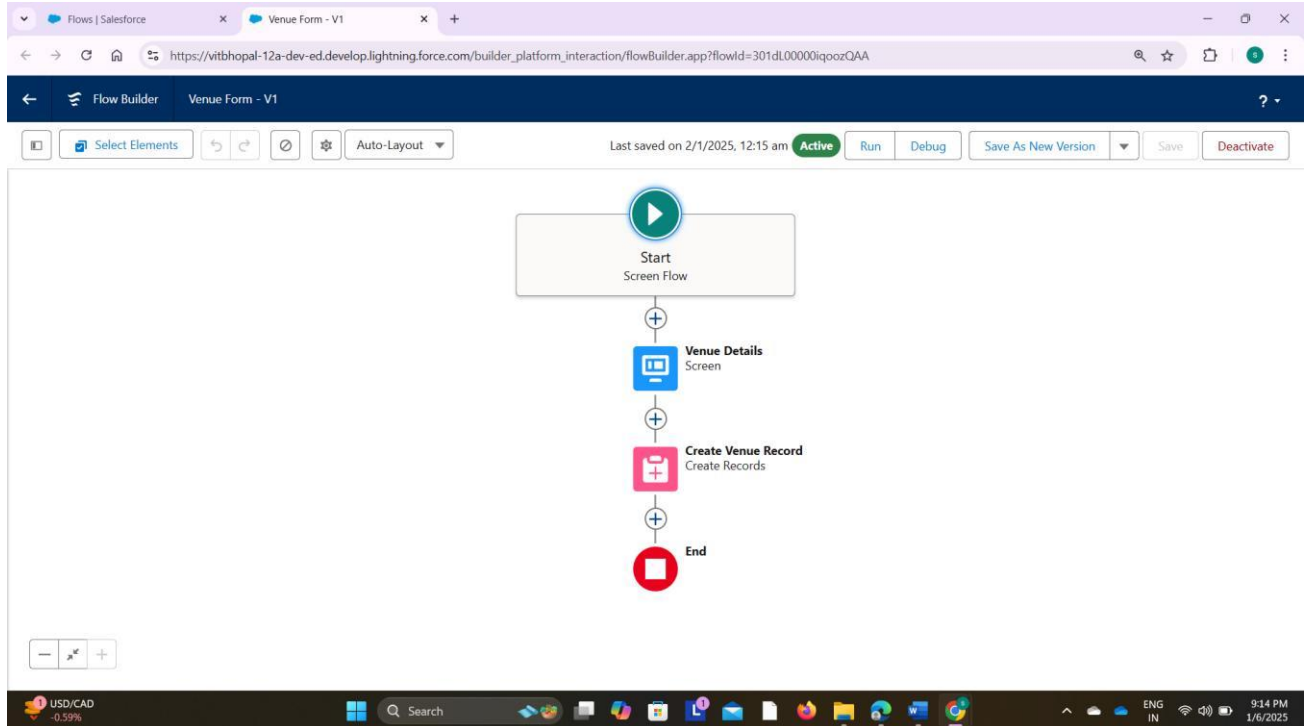 Flows | Salesforce
Venue Form - V1
https://vitbhopal-12a-dev-ed.develop.lightning.force.com/builder_platform_interaction/flowBuilder.app?flowId=301dL00000iqoozQAA
S
Flow Builder Venue Form - V1 ?
Select Elements Auto-Layout Last saved on 2/1/2025, 12:15 am Active Run Debug Save As New Version Save Deactivate
Start
Screen Flow
Venue Details
Screen
Create Venue Record
Create Records
End
1 USD/CAD
-0.59%
Search
ENG
IN
9:14 PM
1/6/2025